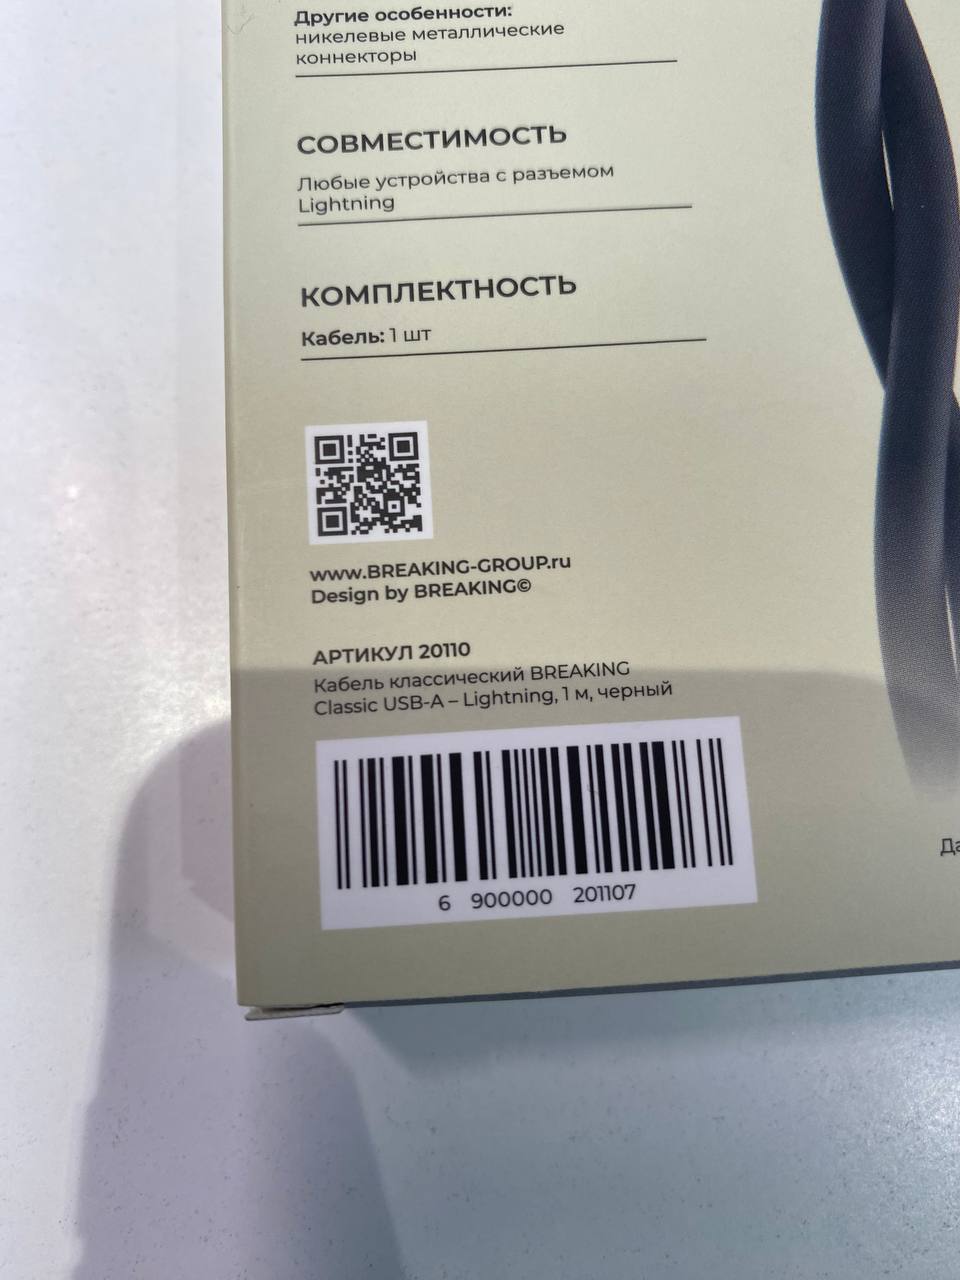 Другие особенности:
никелевые металлические
коннекторы
СОВМЕСТИМОСТЬ
Любые устройства с разъемом
Lightning
КОМПЛЕКТНОСТЬ
Кабель: 1 шт
www.BREAKING-GROUP.ru
Design by BREAKING©
АРТИКУЛ 20110
Кабель классический BREAKING
Classic USB-A – Lightning, 1 м, черный
6 900000 201107